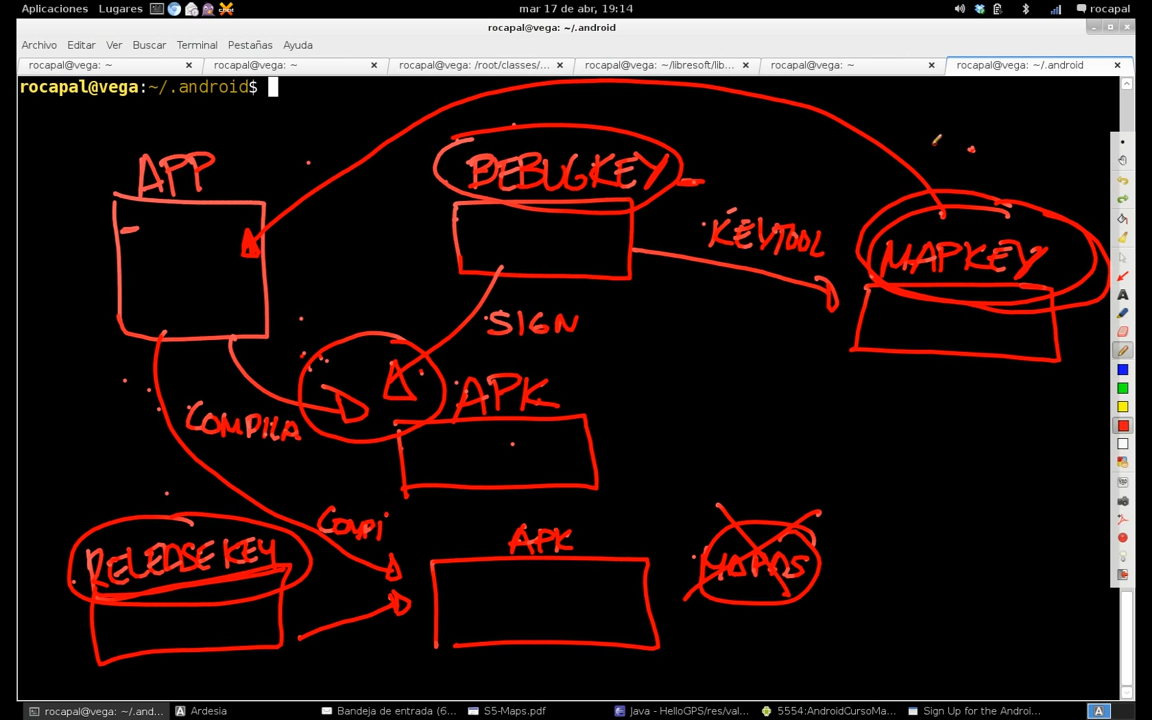 Aplicaciones Lugares mar 17 de abr, 19:14 rocapal
rocapal@vega: ~/.android
Archivo Editar Ver Buscar Terminal Pestañas Ayuda
rocapal@vega: ~ rocapal@vega: ~ rocapal@vega: /root/classes/... rocapal@vega: ~/libresoft/lib... rocapal@vega: ~ rocapal@vega: ~/.android
rocapal@vega:~/.android$
APP
DEBUGKEY
KEYTOOL
MAPKEY
SIGN
APK
COMPILA
COMPI
RELEDSE KEY
APK
MAPAS
rocapal@vega: ~/.and... Ardesia Bandeja de entrada (6... S5-Maps.pdf Java - HelloGPS/res/val... 5554:AndroidCursoMa... Sign Up for the Androi...